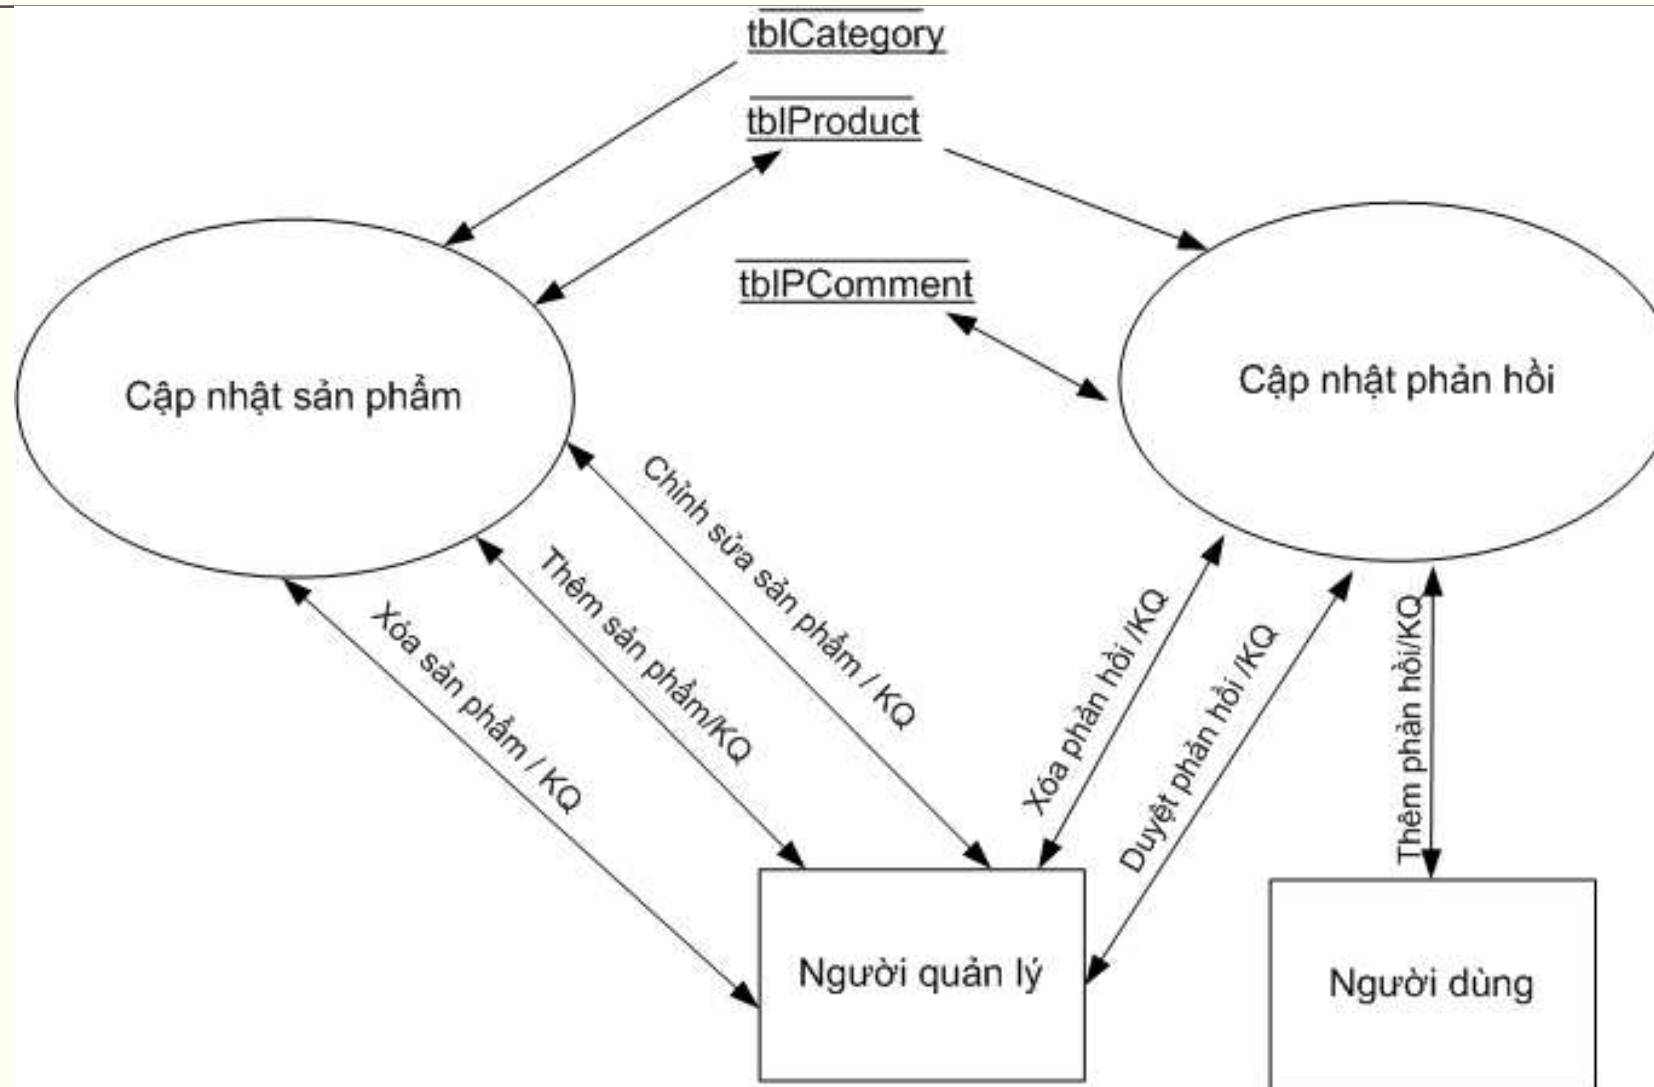 tblCategory
tblProduct
tblPComment
Cập nhật sản phẩm
Cập nhật phản hồi
Chỉnh sửa sản phẩm / KQ
Thêm sản phẩm/KQ
Xóa sản phẩm / KQ
Xóa phản hồi /KQ
Duyệt phản hồi /KQ
Thêm phản hồi/KQ
Người quản lý
Người dùng